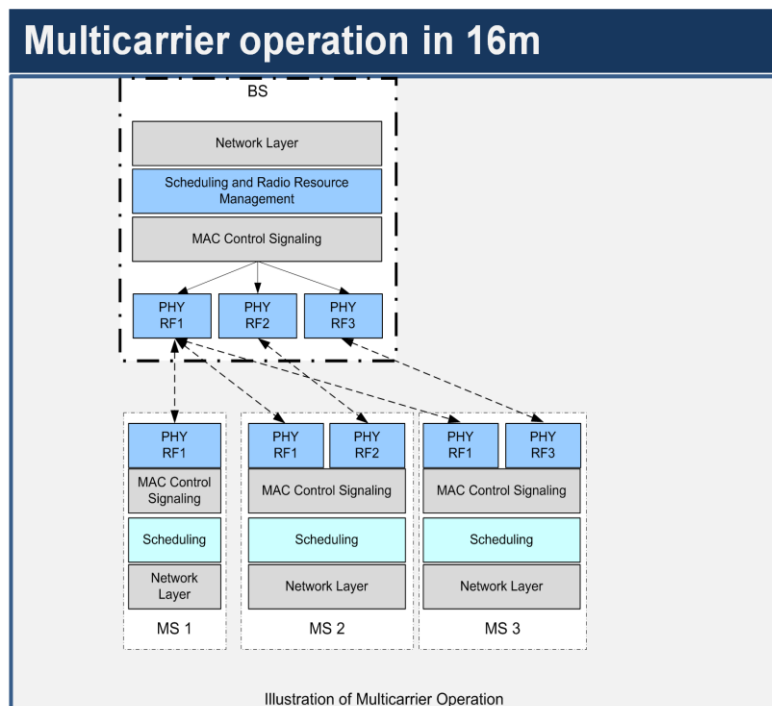 Multicarrier operation in 16m
BS
Network Layer
Scheduling and Radio Resource
Management
MAC Control Signaling
PHY
RF1
PHY
RF2
PHY
RF3
PHY
RF1
MAC Control
Signaling
Scheduling
Network
Layer
MS 1
PHY
RF1
PHY
RF2
MAC Control Signaling
Scheduling
Network Layer
MS 2
PHY
RF1
PHY
RF3
MAC Control Signaling
Scheduling
Network Layer
MS 3
Illustration of Multicarrier Operation